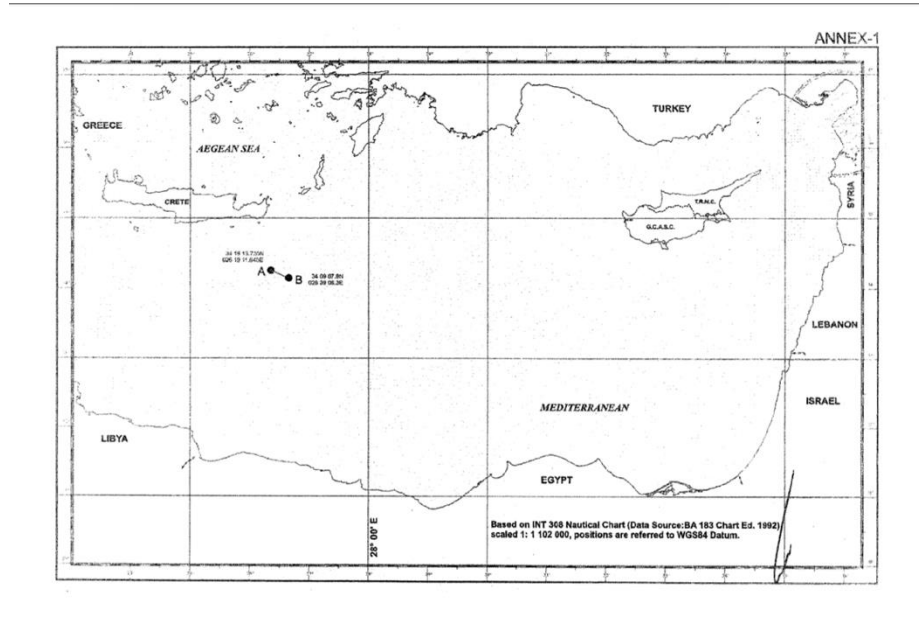 ANNEX-1
TURKEY
GREECE
AEGEAN SEA
SYRIA
CRETE
T.R.N.C.
G.C.A.S.C.
A
B
LEBANON
ISRAEL
MEDITERRANEAN
LIBYA
EGYPT
28° 00' E
Based on INT 308 Nautical Chart (Data Source:BA 183 Chart Ed. 1992)
scaled 1: 1 102 000, positions are referred to WGS84 Datum.